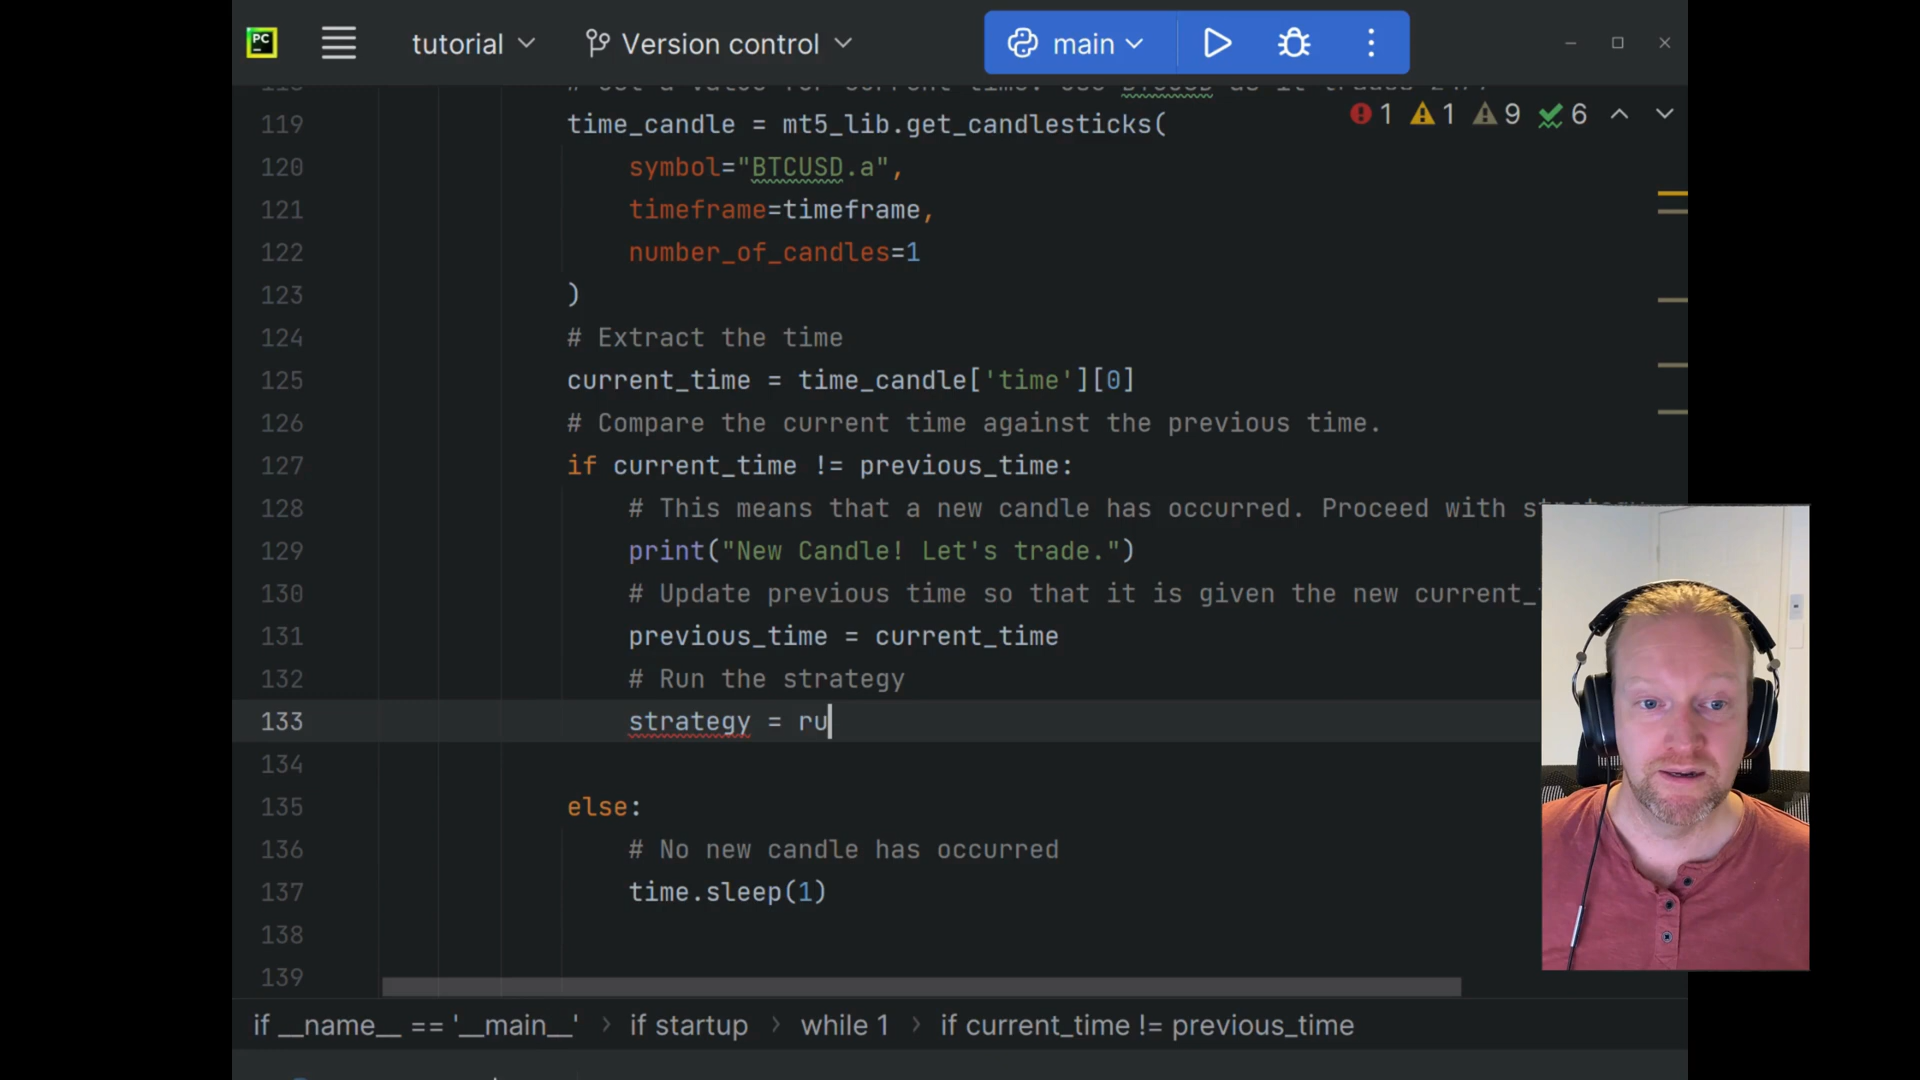 PC
tutorial
Version control
main
1 1 9 6
119 time_candle = mt5_lib.get_candlesticks(
120 symbol="BTCUSD.a",
121 timeframe=timeframe,
122 number_of_candles=1
123 )
124 # Extract the time
125 current_time = time_candle['time'][0]
126 # Compare the current time against the previous time.
127 if current_time != previous_time:
128 # This means that a new candle has occurred. Proceed with strategy
129 print("New Candle! Let's trade.")
130 # Update previous time so that it is given the new current_
131 previous_time = current_time
132 # Run the strategy
133 strategy = ru
134
135 else:
136 # No new candle has occurred
137 time.sleep(1)
138
139
if __name__ == '__main__' > if startup > while 1 > if current_time != previous_time